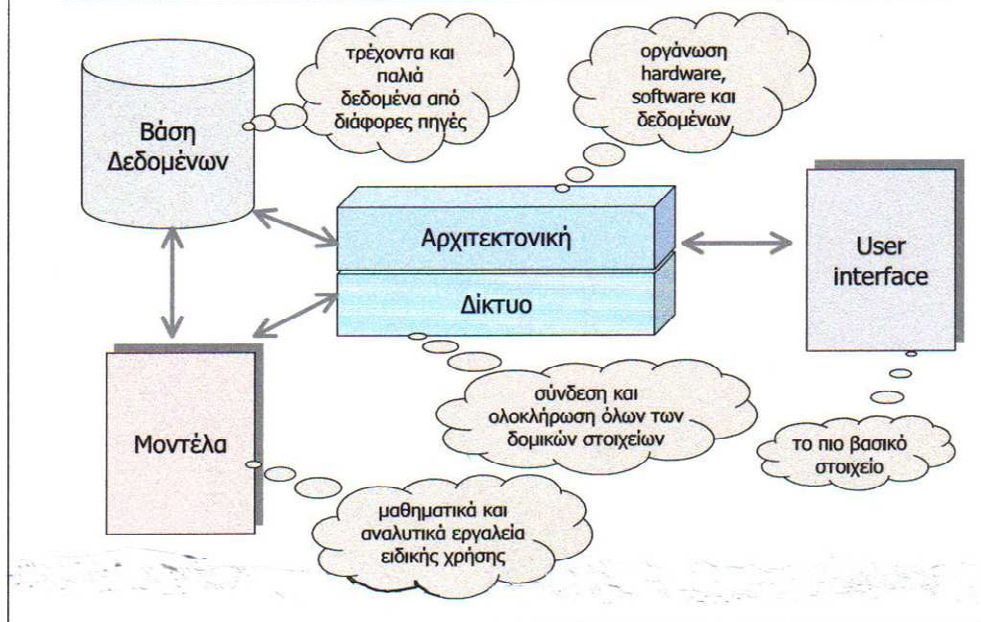 τρέχοντα και
παλιά
δεδομένα από
διάφορες πηγές
οργάνωση
hardware,
software και
δεδομένων
Βάση
Δεδομένων
Αρχιτεκτονική
Δίκτυο
User
interface
σύνδεση και
ολοκλήρωση όλων των
δομικών στοιχείων
το πιο βασικό
στοιχείο
Μοντέλα
μαθηματικά και
αναλυτικά εργαλεία
ειδικής χρήσης